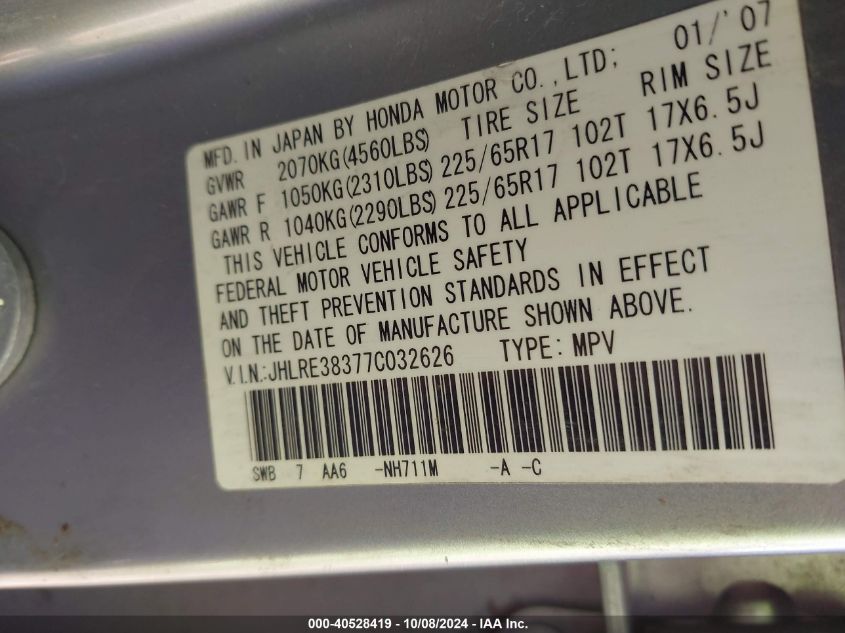 MFD. IN JAPAN BY HONDA MOTOR CO.,LTD; 01/'07
GVWR 2070KG(4560LBS) TIRE SIZE RIM SIZE
GAWR F 1050KG(2310LBS) 225/65R17 102T 17X6.5J
GAWR R 1040KG(2290LBS) 225/65R17 102T 17X6.5J
THIS VEHICLE CONFORMS TO ALL APPLICABLE
FEDERAL MOTOR VEHICLE SAFETY
AND THEFT PREVENTION STANDARDS IN EFFECT
ON THE DATE OF MANUFACTURE SHOWN ABOVE.
V.I.N.:JHLRE38377C032626 TYPE: MPV
SWB 7 AA6 -NH711M -A -C
000-40528419 - 10/08/2024 - IAA Inc.